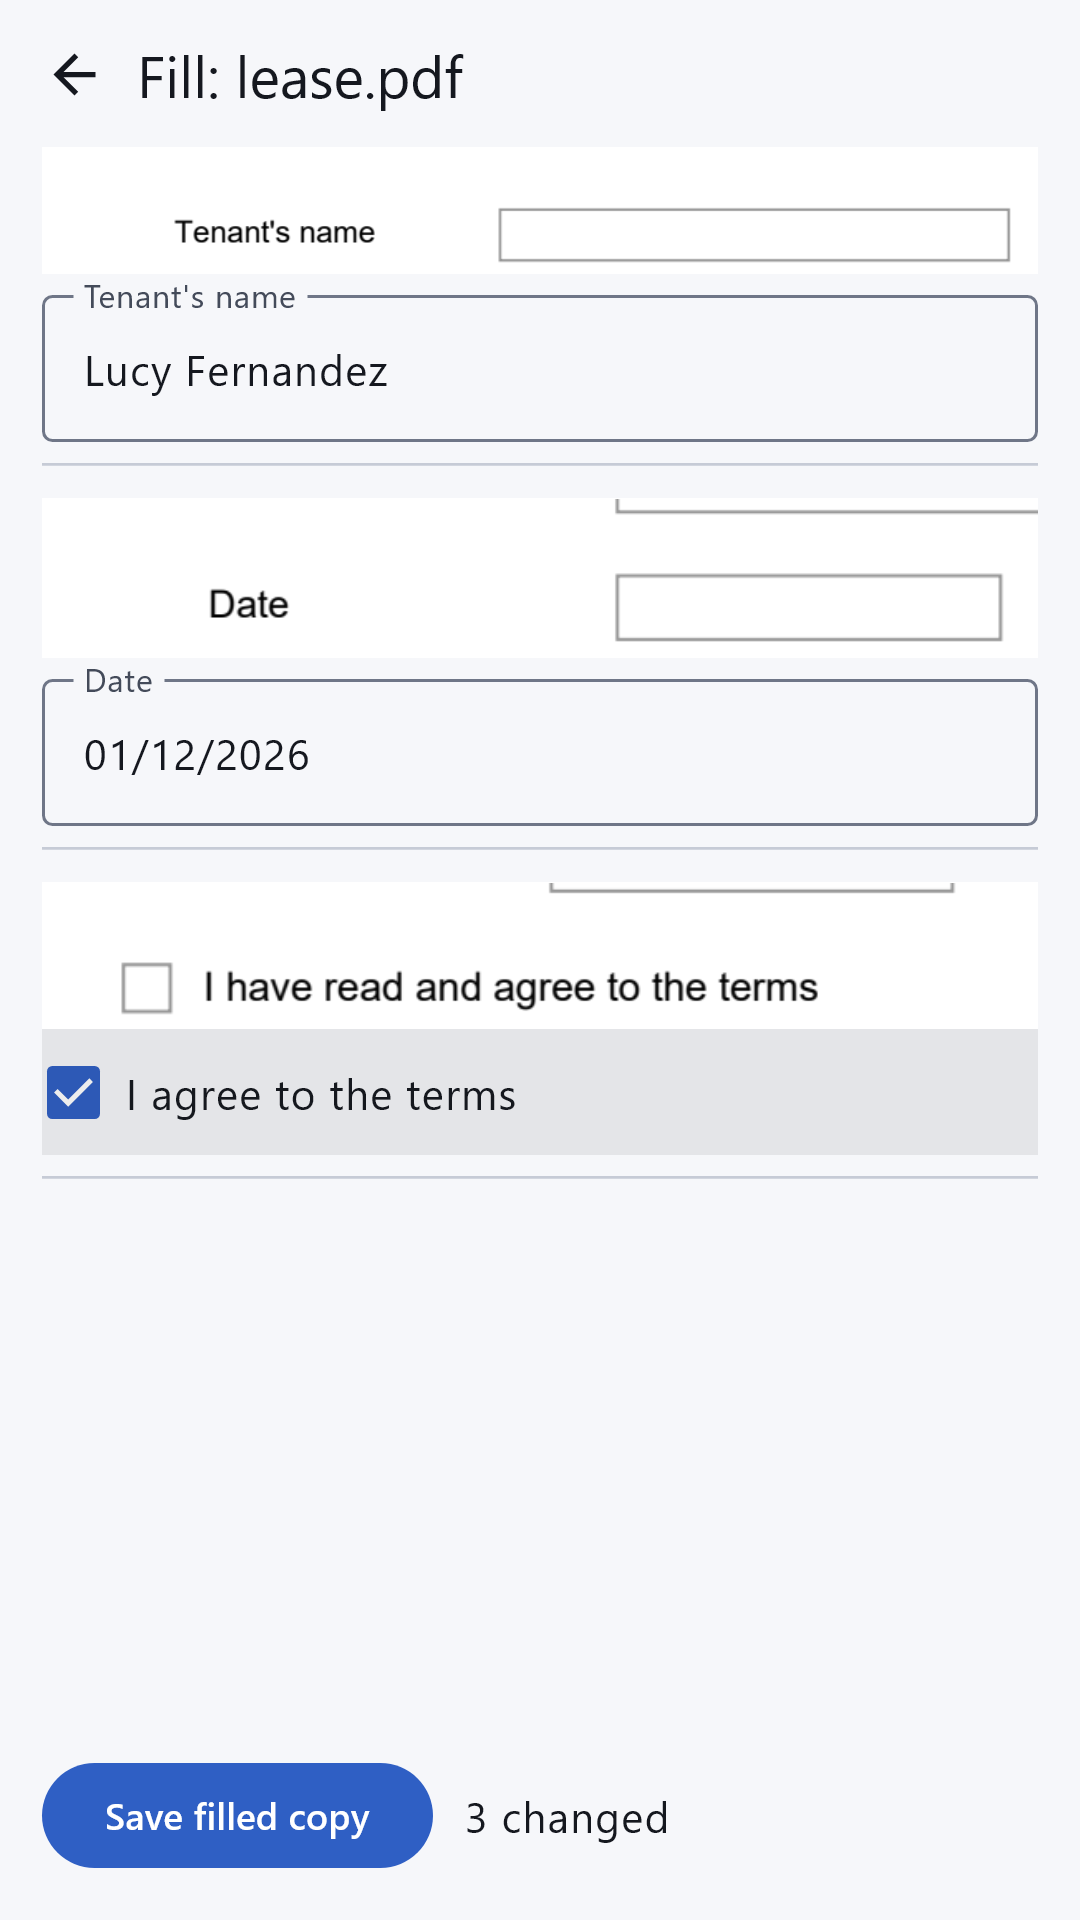 Fill: lease.pdf
Tenant's name
Tenant's name
Lucy Fernandez
Date
Date
01/12/2026
I have read and agree to the terms
I agree to the terms
Save filled copy
3 changed